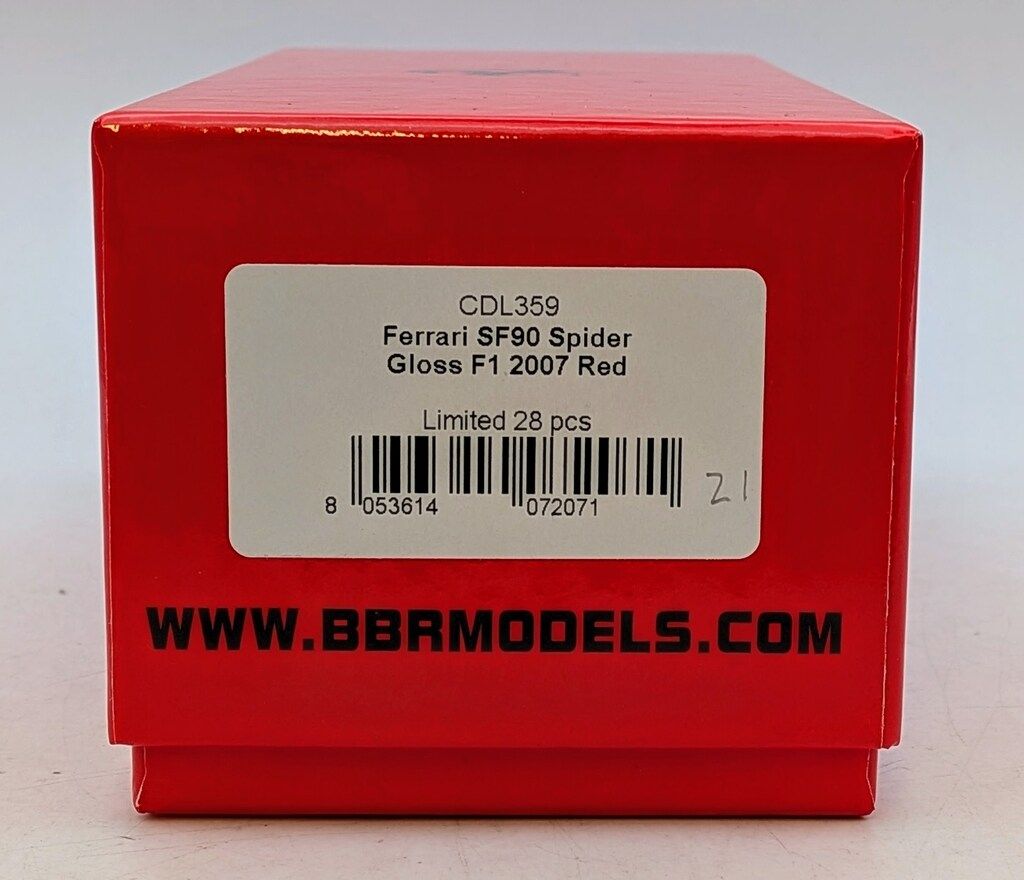 CDL359
Ferrari SF90 Spider
Gloss F1 2007 Red
Limited 28 pcs
8 053614 072071
21
WWW.BBRMODELS.COM